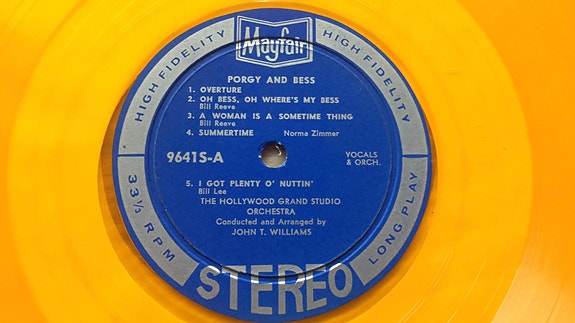 Mayfair
HIGH FIDELITY
HIGH FIDELITY
PORGY AND BESS
1. OVERTURE
2. OH BESS, OH WHERE'S MY BESS
Bill Reeve
3. A WOMAN IS A SOMETIME THING
Bill Reeve
4. SUMMERTIME Norma Zimmer
9641S-A
VOCALS
& ORCH.
5. I GOT PLENTY O' NUTTIN'
Bill Lee
THE HOLLYWOOD GRAND STUDIO
ORCHESTRA
Conducted and Arranged by
JOHN T. WILLIAMS
33⅓ RPM
LONG PLAY
STEREO